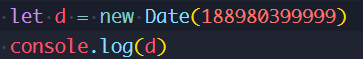 let d = new Date(188980399999)
console.log(d)